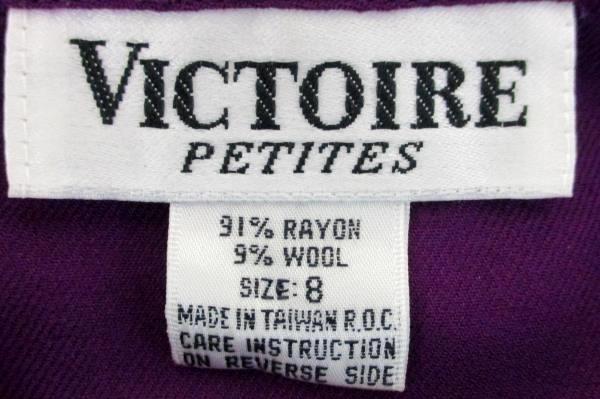 VICTOIRE
PETITES
91% RAYON
9% WOOL
SIZE: 8
MADE IN TAIWAN R.O.C.
CARE INSTRUCTION
ON REVERSE SIDE